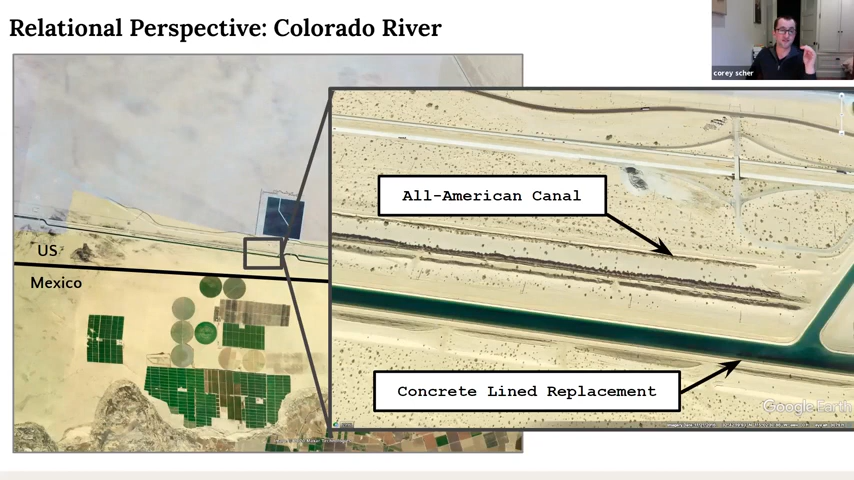 Relational Perspective: Colorado River
corey scher
All-American Canal
US
Mexico
Concrete Lined Replacement
Google Earth